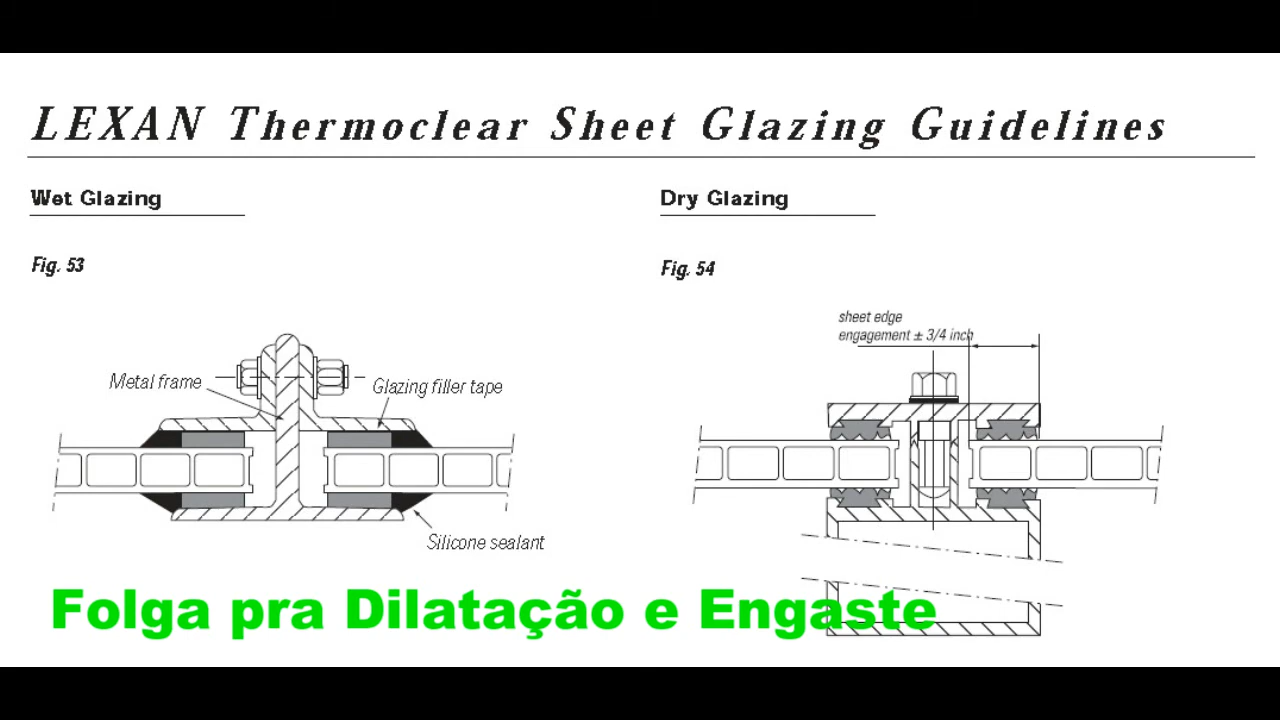 LEXAN Thermoclear Sheet Glazing Guidelines
Wet Glazing
Fig. 53
Metal frame
Glazing filler tape
Silicone sealant
Dry Glazing
Fig. 54
sheet edge
engagement ± 3/4 inch
Folga pra Dilatação e Engaste